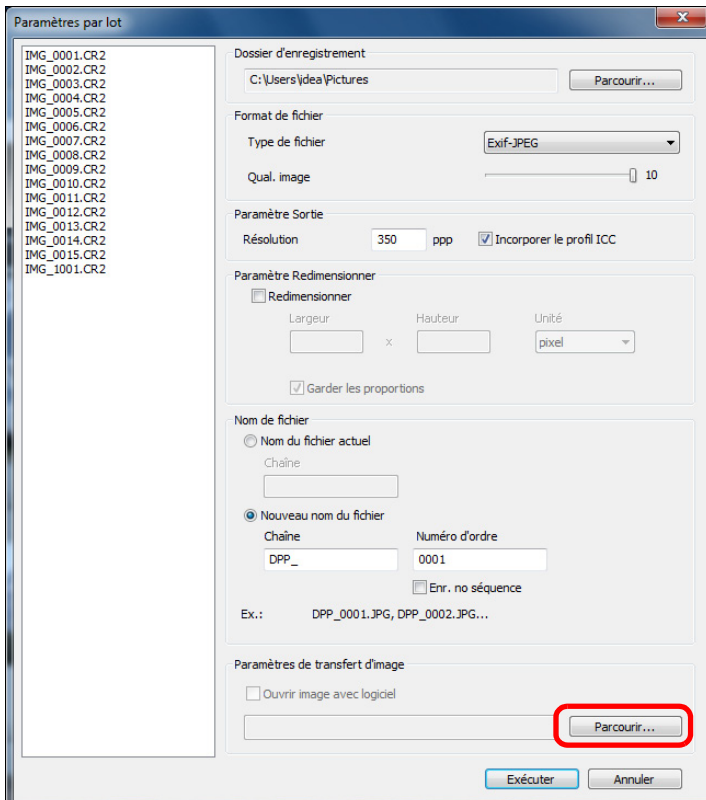 Paramètres par lot
IMG_0001.CR2
IMG_0002.CR2
IMG_0003.CR2
IMG_0004.CR2
IMG_0005.CR2
IMG_0006.CR2
IMG_0007.CR2
IMG_0008.CR2
IMG_0009.CR2
IMG_0010.CR2
IMG_0011.CR2
IMG_0012.CR2
IMG_0013.CR2
IMG_0014.CR2
IMG_0015.CR2
IMG_1001.CR2
Dossier d'enregistrement
C:\Users\idea\Pictures Parcourir...
Format de fichier
Type de fichier Exif-JPEG
Qual. image 10
Paramètre Sortie
Résolution 350 ppp Incorporer le profil ICC
Paramètre Redimensionner
Redimensionner
Largeur Hauteur Unité
x pixel
Garder les proportions
Nom de fichier
Nom du fichier actuel
Chaîne
Nouveau nom du fichier
Chaîne Numéro d'ordre
DPP_ 0001
Enr. no séquence
Ex.: DPP_0001.JPG, DPP_0002.JPG...
Paramètres de transfert d'image
Ouvrir image avec logiciel
Parcourir...
Exécuter Annuler